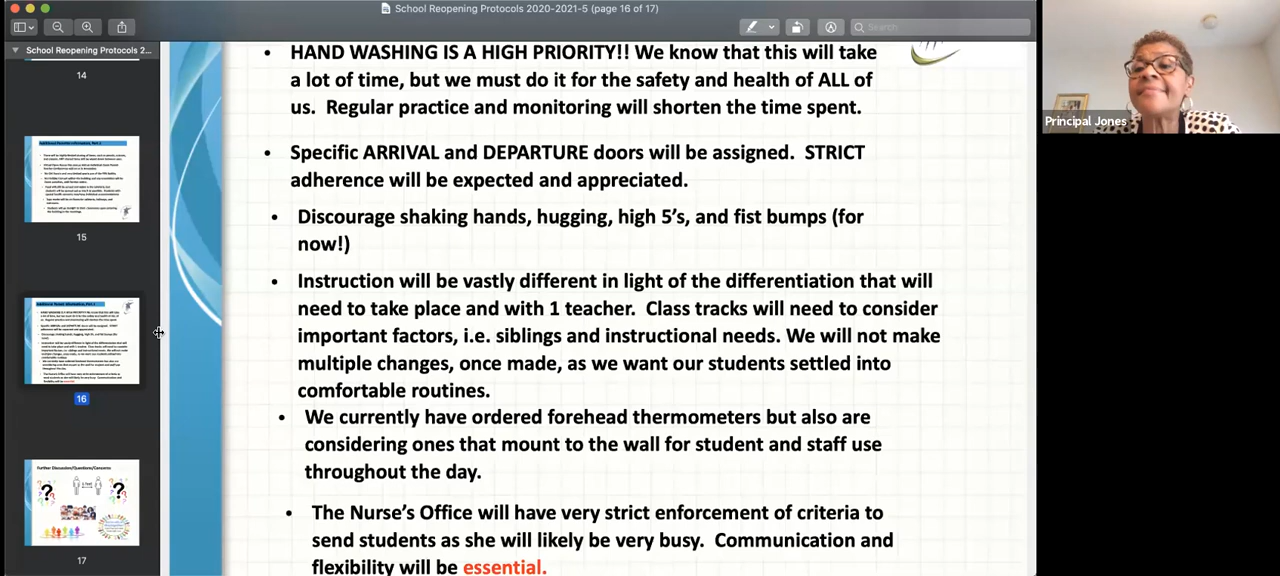 School Reopening Protocols 2020-2021-5 (page 16 of 17)
Search
School Reopening Protocols 2...
14
15
16
Further Discussion/Questions/Concerns
17
• HAND WASHING IS A HIGH PRIORITY!! We know that this will take
a lot of time, but we must do it for the safety and health of ALL of
us. Regular practice and monitoring will shorten the time spent.
• Specific ARRIVAL and DEPARTURE doors will be assigned. STRICT
adherence will be expected and appreciated.
• Discourage shaking hands, hugging, high 5's, and fist bumps (for
now!)
• Instruction will be vastly different in light of the differentiation that will
need to take place and with 1 teacher. Class tracks will need to consider
important factors, i.e. siblings and instructional needs. We will not make
multiple changes, once made, as we want our students settled into
comfortable routines.
• We currently have ordered forehead thermometers but also are
considering ones that mount to the wall for student and staff use
throughout the day.
• The Nurse's Office will have very strict enforcement of criteria to
send students as she will likely be very busy. Communication and
flexibility will be essential.
Principal Jones